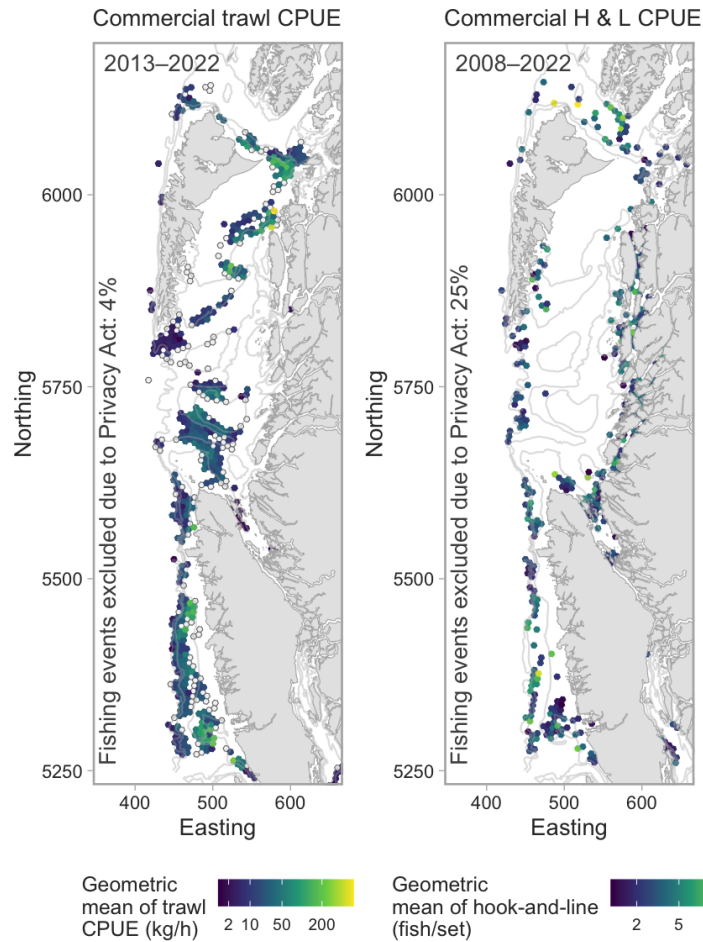 Commercial trawl CPUE
Commercial H & L CPUE
2013–2022
2008–2022
Fishing events excluded due to Privacy Act: 4%
Fishing events excluded due to Privacy Act: 25%
Northing
6000
5750
5500
5250
400 500 600
Easting
Northing
6000
5750
5500
5250
400 500 600
Easting
Geometric
mean of trawl
CPUE (kg/h)
2 10 50 200
Geometric
mean of hook-and-line
(fish/set)
2 5